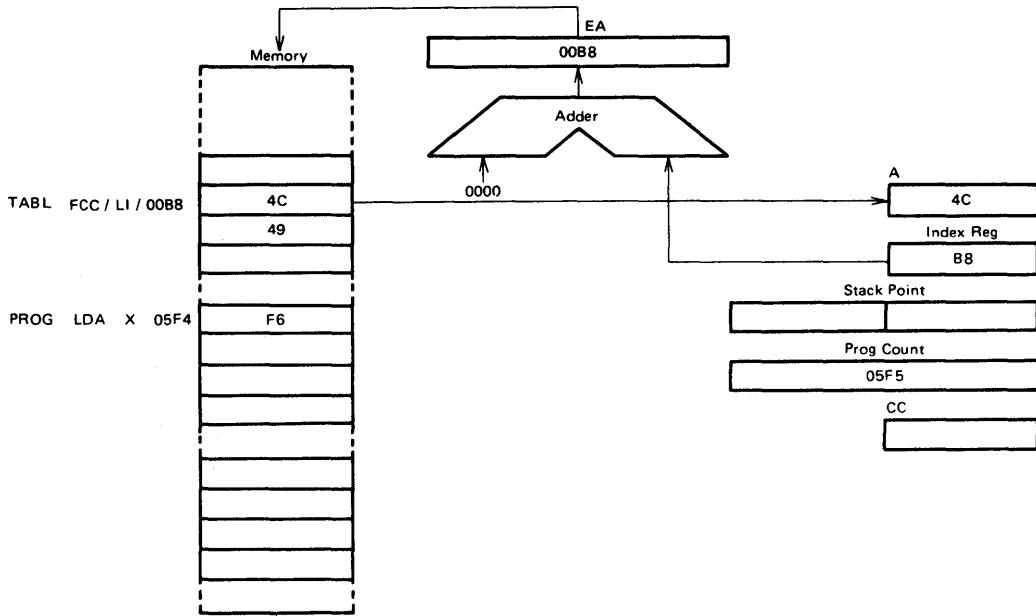 EA
00B8
Memory
Adder
0000
A
TABL FCC / LI / 00B8 4C 4C
49
Index Reg
B8
Stack Point
PROG LDA X 05F4 F6
Prog Count
05F5
CC